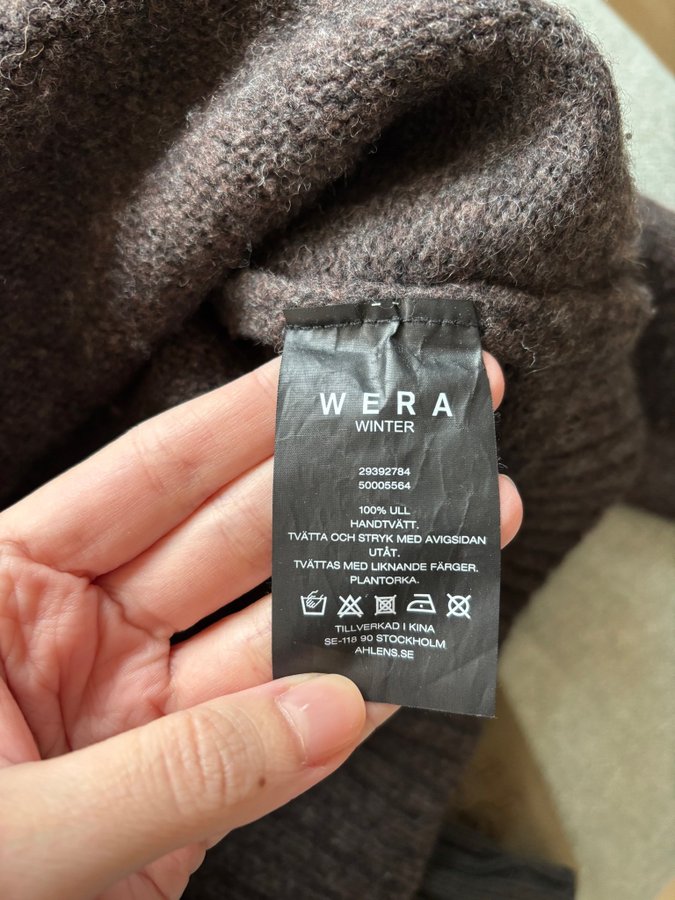 WERA
WINTER
29392784
50005564
100% ULL
HANDTVÄTT.
TVÄTTA OCH STRYK MED AVIGSIDAN
UTÅT.
TVÄTTAS MED LIKNANDE FÄRGER.
PLANTORKA.
TILLVERKAD I KINA
SE-118 90 STOCKHOLM
AHLENS.SE